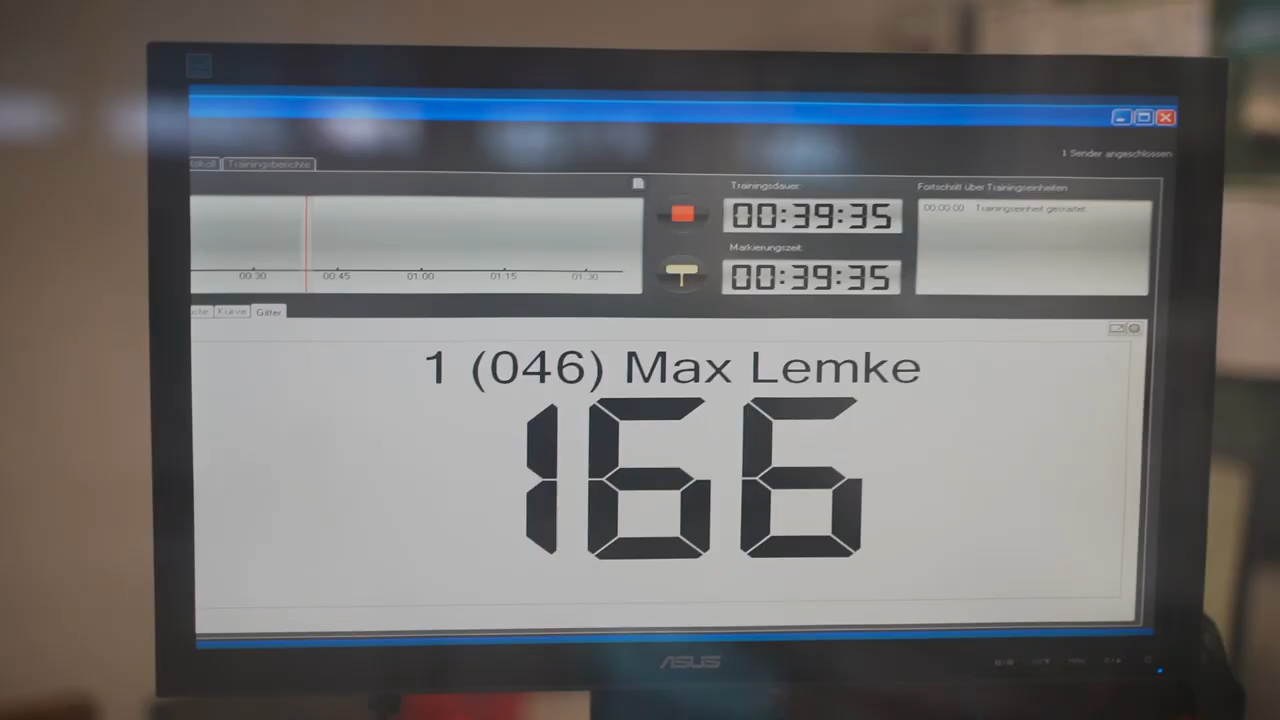 1 Sender angeschlossen
Trainingsberichte
Trainingsdauer:
00:39:35
Fortschritt über Trainingseinheiten
00:00:00 Trainingseinheit gestartet.
Markierungszeit:
00:39:35
00:30 00:45 01:00 01:15 01:30
Kurve Gitter
1 (046) Max Lemke
166
ASUS